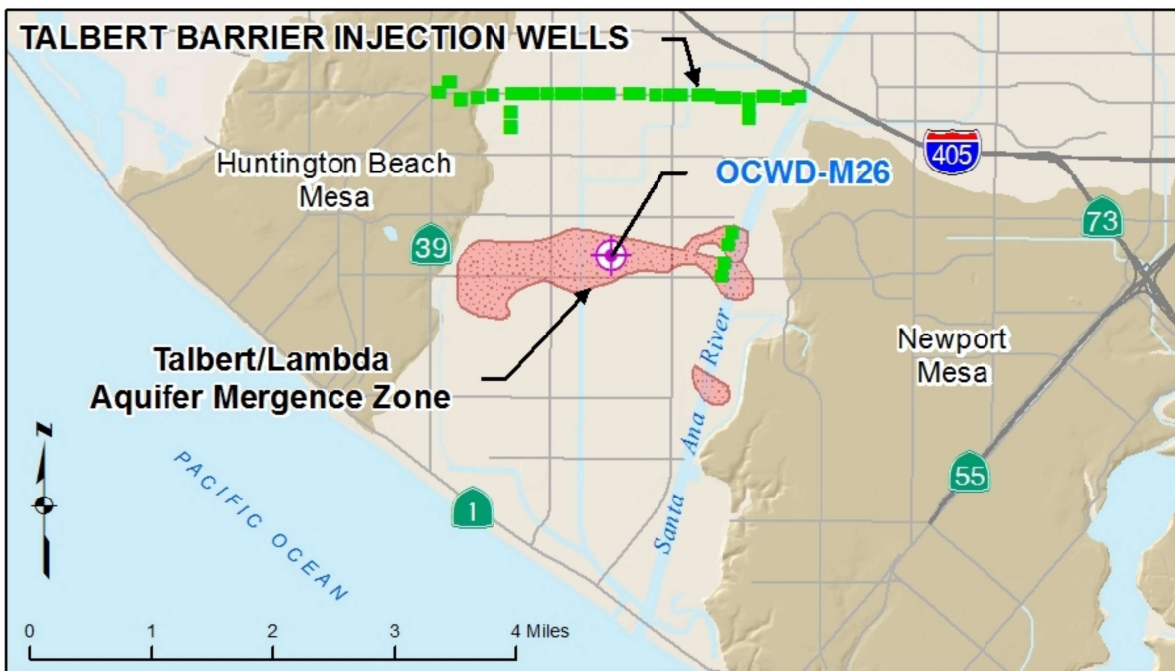 TALBERT BARRIER INJECTION WELLS
405
Huntington Beach
Mesa
OCWD-M26
73
39
Newport
Mesa
Talbert/Lambda
Aquifer Mergence Zone
Santa Ana River
N
PACIFIC OCEAN
55
1
0 1 2 3 4 Miles